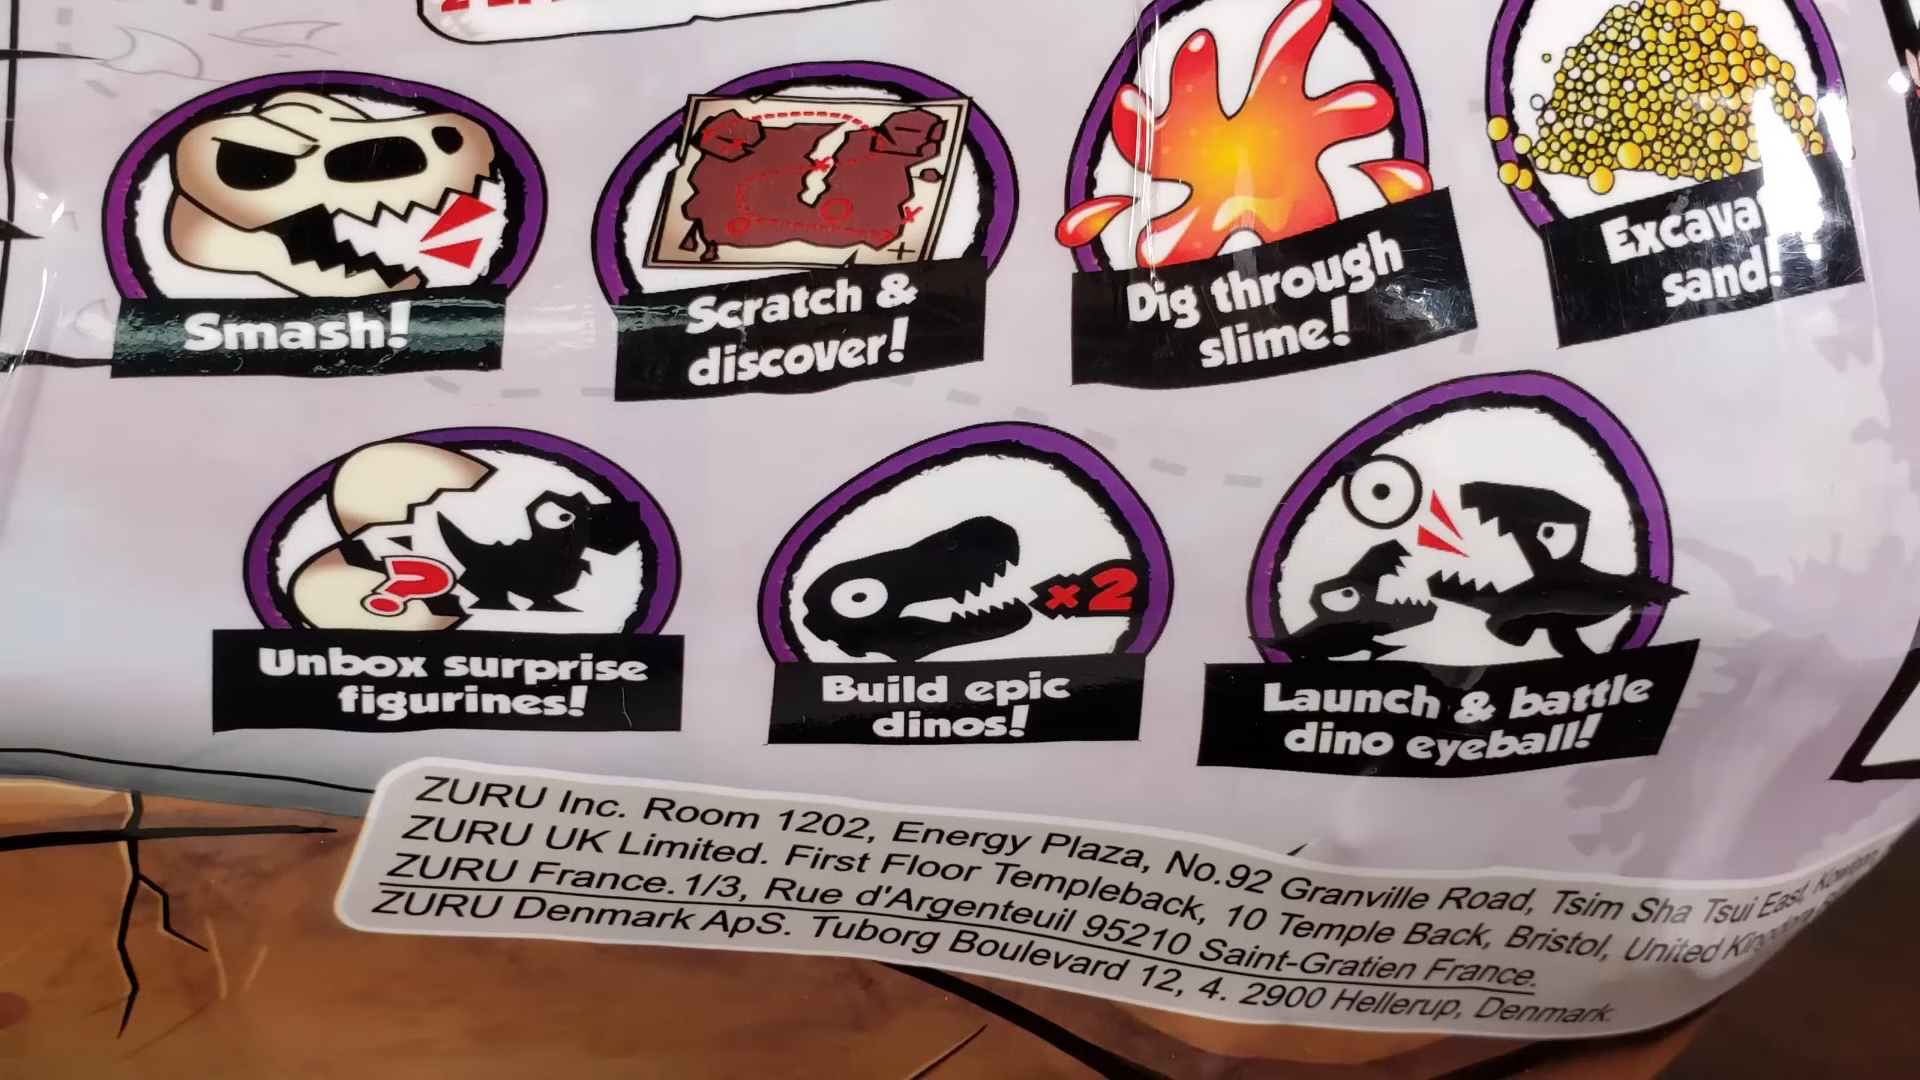 Smash!
Scratch &
discover!
Dig through
slime!
sand!
Unbox surprise
figurines!
x2
Build epic
dinos!
Launch & battle
dino eyeball!
ZURU Inc. Room 1202, Energy Plaza, No.92 Granville Road, Tsim Sha Tsui East,
ZURU UK Limited. First Floor Templeback, 10 Temple Back, Bristol, United
ZURU France.1/3, Rue d'Argenteuil 95210 Saint-Gratien France.
ZURU Denmark ApS. Tuborg Boulevard 12, 4. 2900 Hellerup, Denmark.